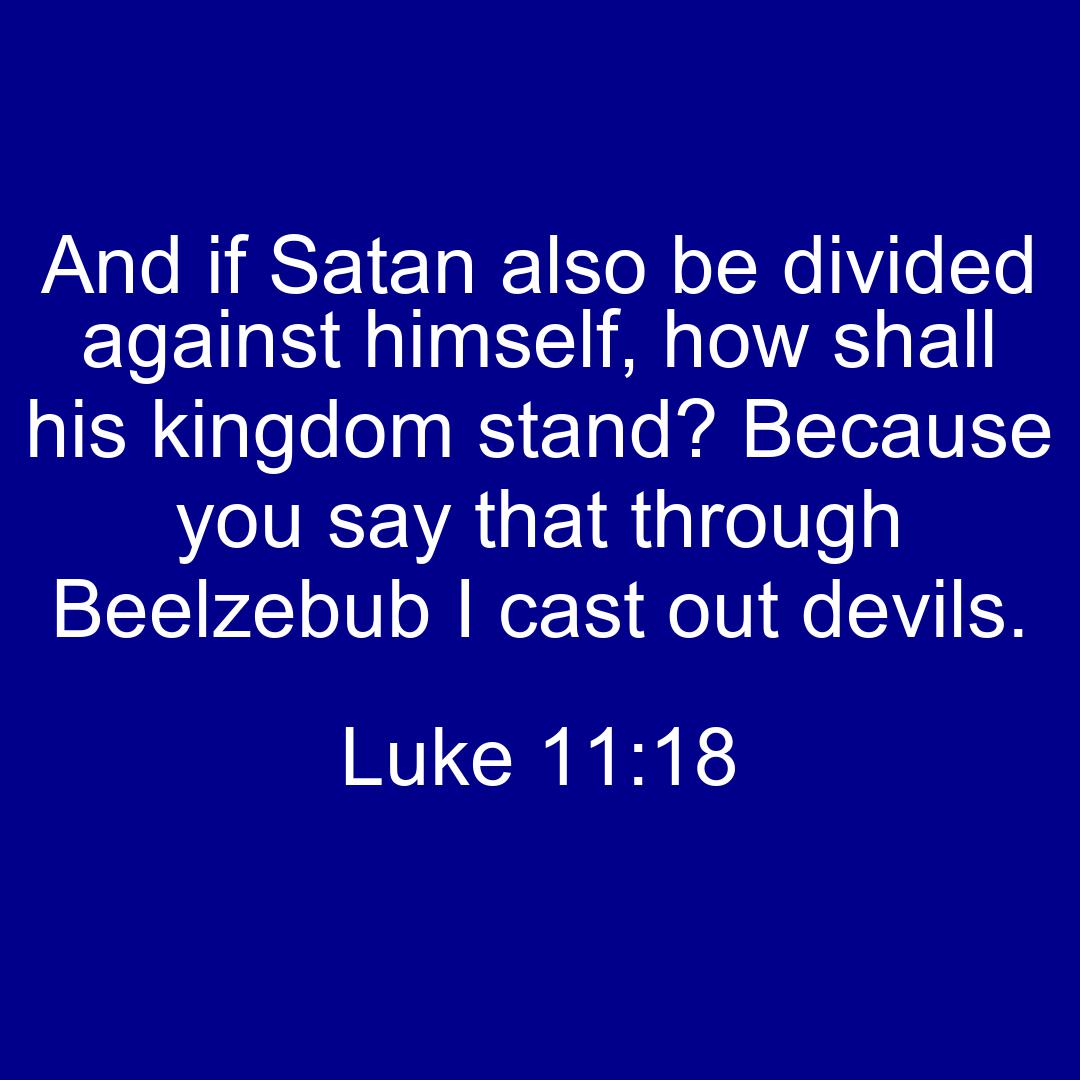 And if Satan also be divided
against himself, how shall
his kingdom stand? Because
you say that through
Beelzebub I cast out devils.
Luke 11:18